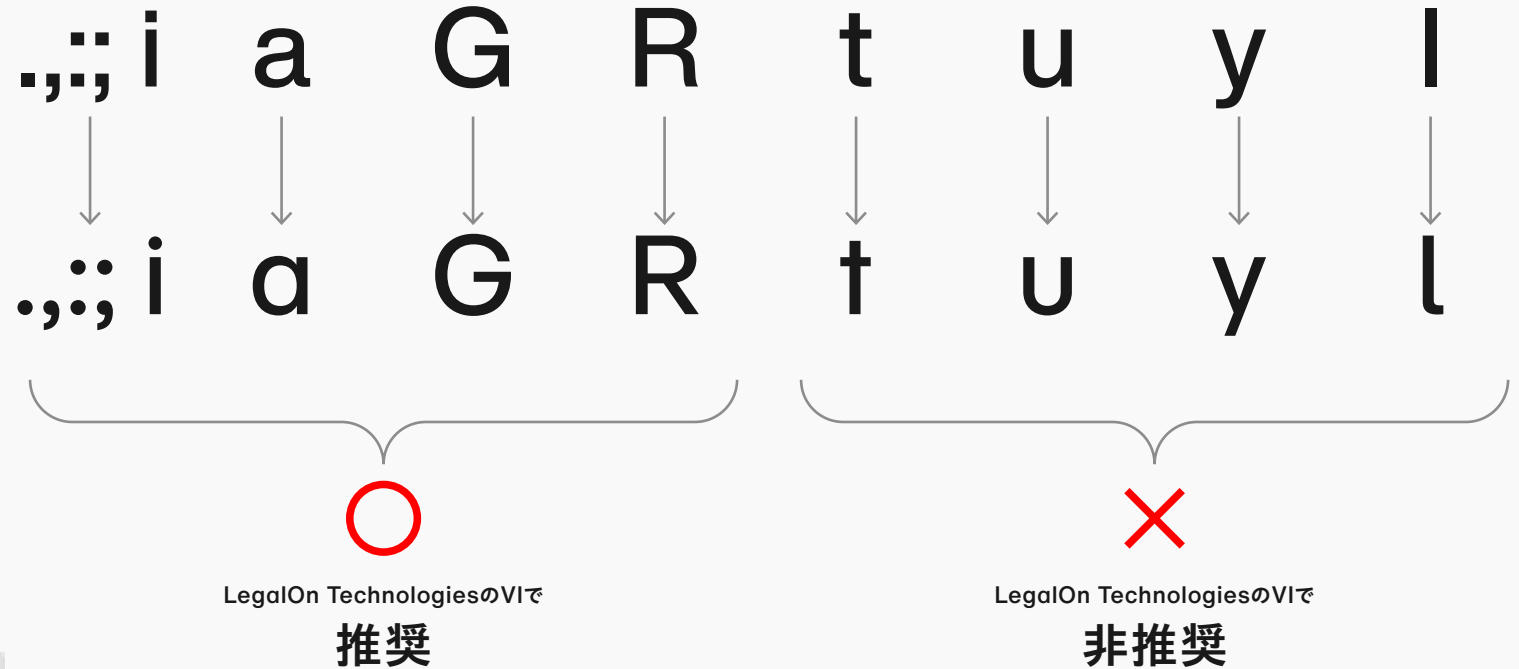 .,:; i a G R t u y l
.,:; i a G R t u y l
LegalOn TechnologiesのVIで
推奨
LegalOn TechnologiesのVIで
非推奨